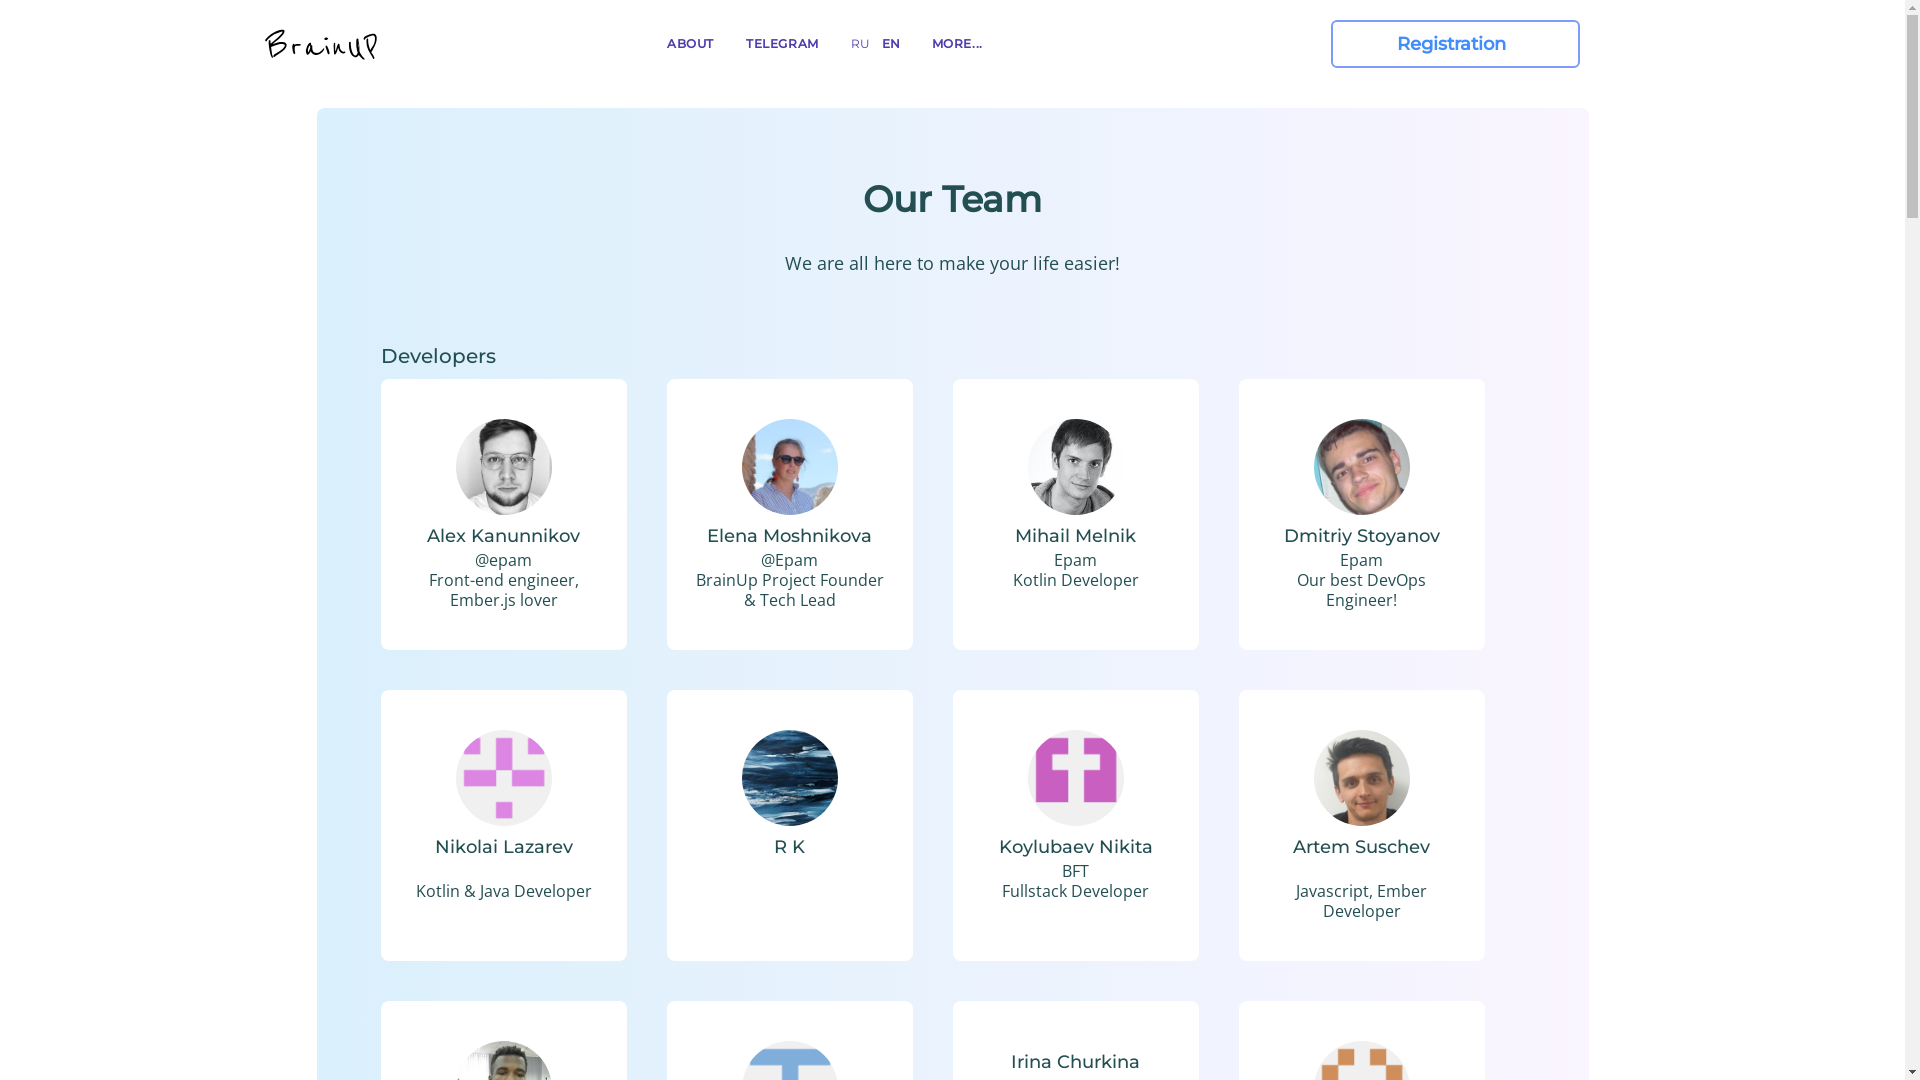 BrainUP
ABOUT
TELEGRAM
RU
EN
MORE...
Registration
Our Team
We are all here to make your life easier!
Developers
Alex Kanunnikov
@epam
Front-end engineer,
Ember.js lover
Elena Moshnikova
@Epam
BrainUp Project Founder
& Tech Lead
Mihail Melnik
Epam
Kotlin Developer
Dmitriy Stoyanov
Epam
Our best DevOps
Engineer!
Nikolai Lazarev
Kotlin & Java Developer
R K
Koylubaev Nikita
BFT
Fullstack Developer
Artem Suschev
Javascript, Ember
Developer
Irina Churkina